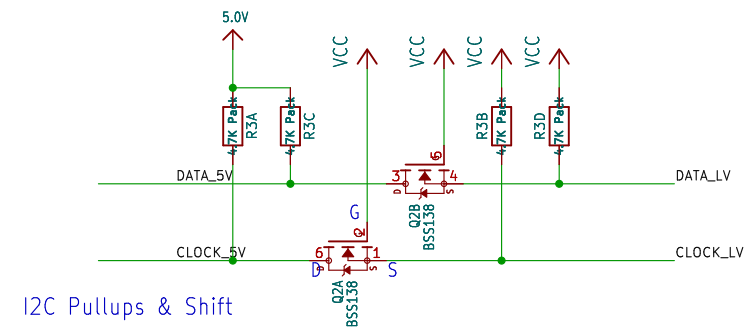 5.0V
VCC
VCC
VCC
VCC
4.7K Pack
R3A
4.7K Pack
R3C
4.7K Pack
R3B
4.7K Pack
R3D
5
DATA_5V
3
4
DATA_LV
D
S
Q2B
BSS138
G
2
CLOCK_5V
6
1
CLOCK_LV
D
D
S
S
Q2A
BSS138
I2C Pullups & Shift